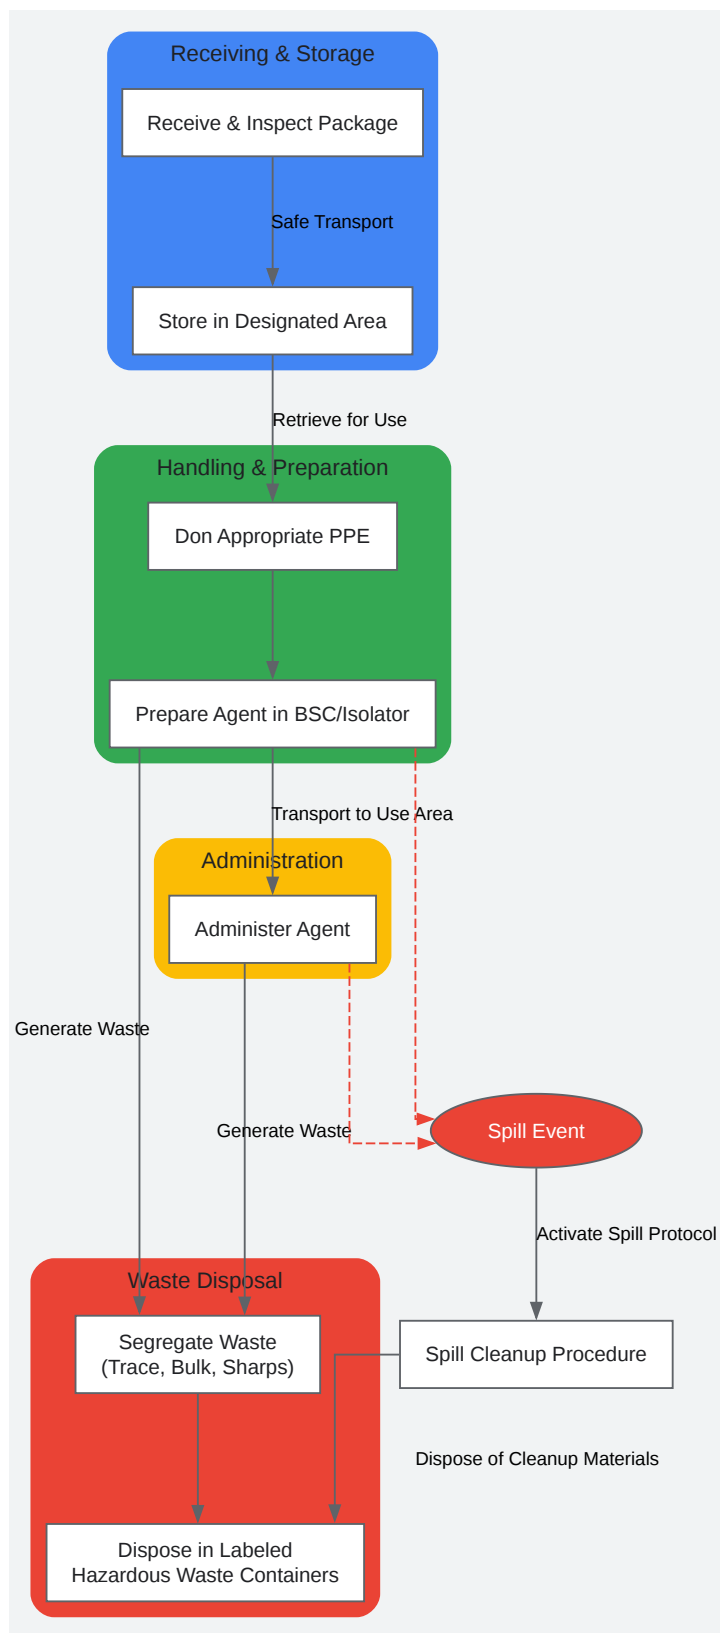 Receiving & Storage
Receive & Inspect Package
Safe Transport
Store in Designated Area
Retrieve for Use
Handling & Preparation
Don Appropriate PPE
Prepare Agent in BSC/Isolator
Transport to Use Area
Administration
Administer Agent
Generate Waste
Generate Waste
Spill Event
Activate Spill Protocol
Waste Disposal
Segregate Waste
(Trace, Bulk, Sharps)
Spill Cleanup Procedure
Dispose of Cleanup Materials
Dispose in Labeled
Hazardous Waste Containers